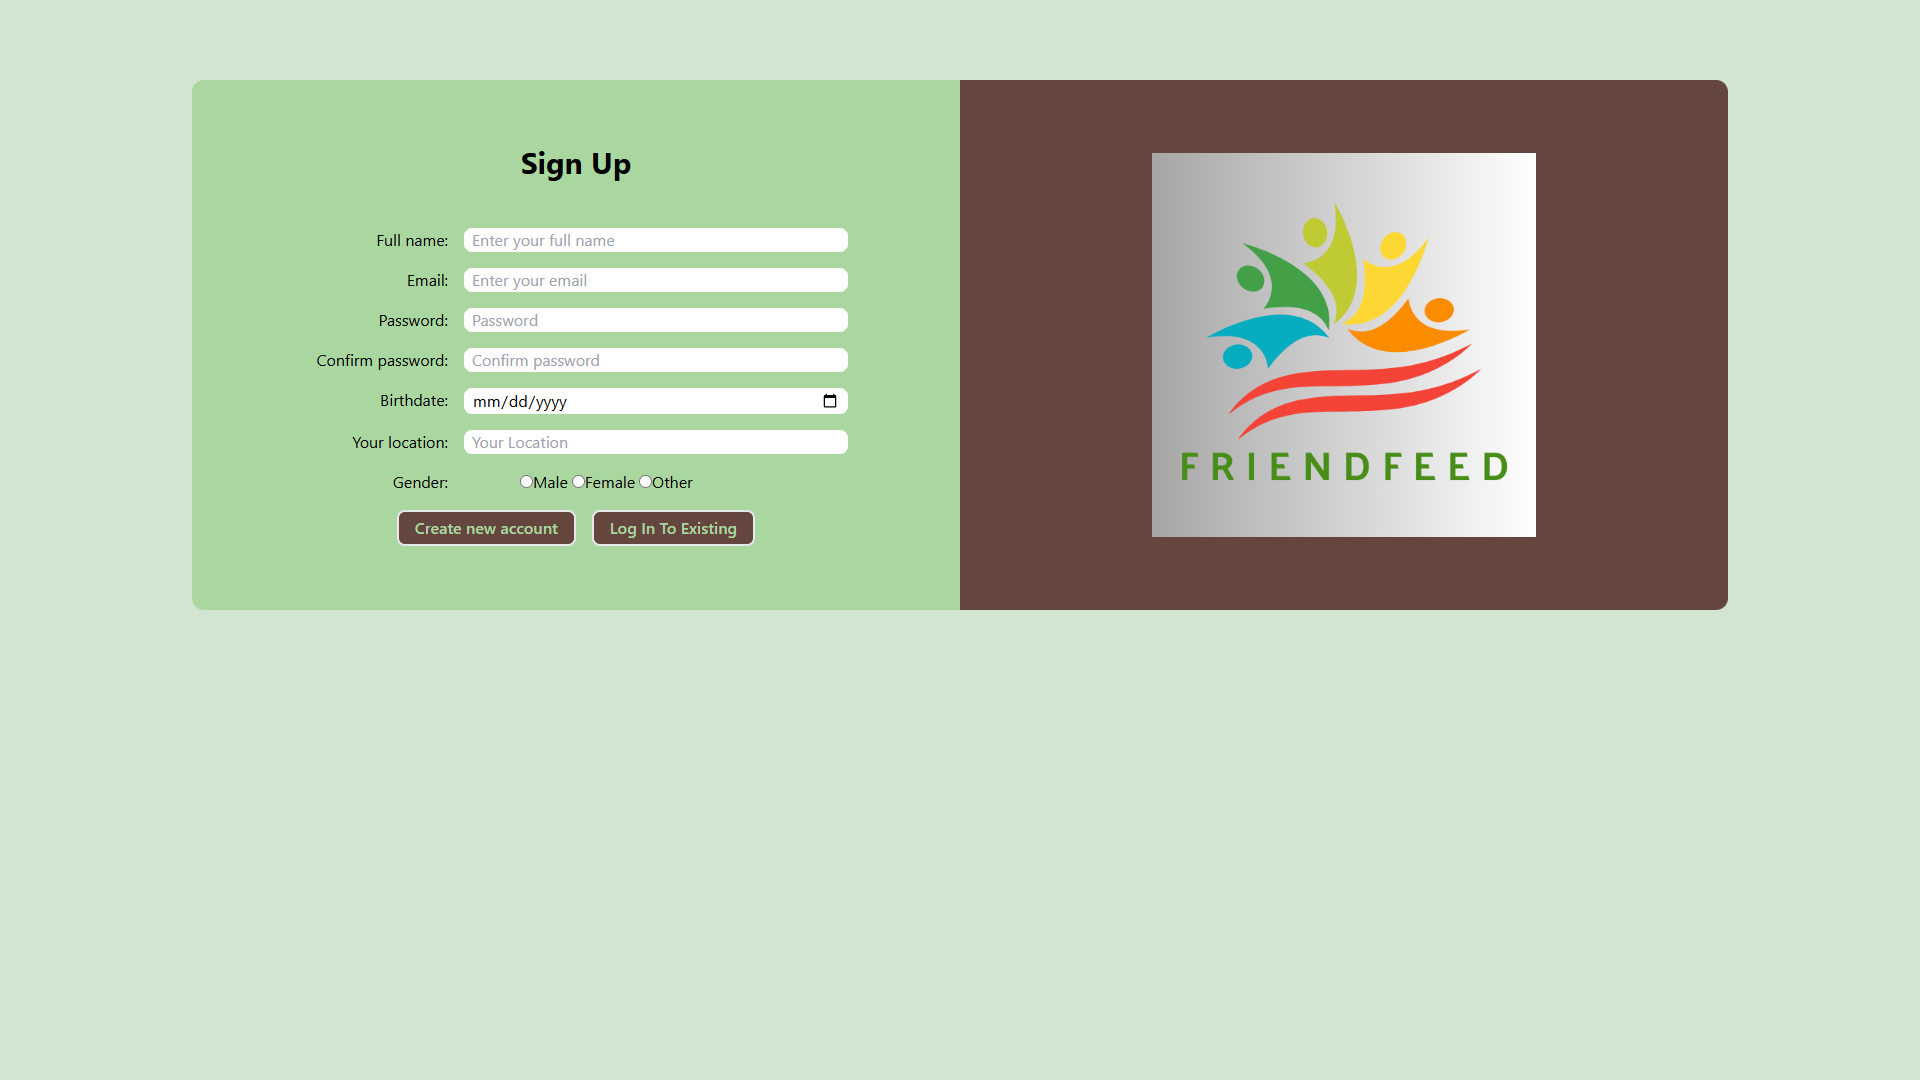 Sign Up
Full name: Enter your full name
Email: Enter your email
Password: Password
Confirm password: Confirm password
Birthdate: mm/dd/yyyy
Your location: Your Location
Gender: Male Female Other
Create new account Log In To Existing
FRIENDFEED